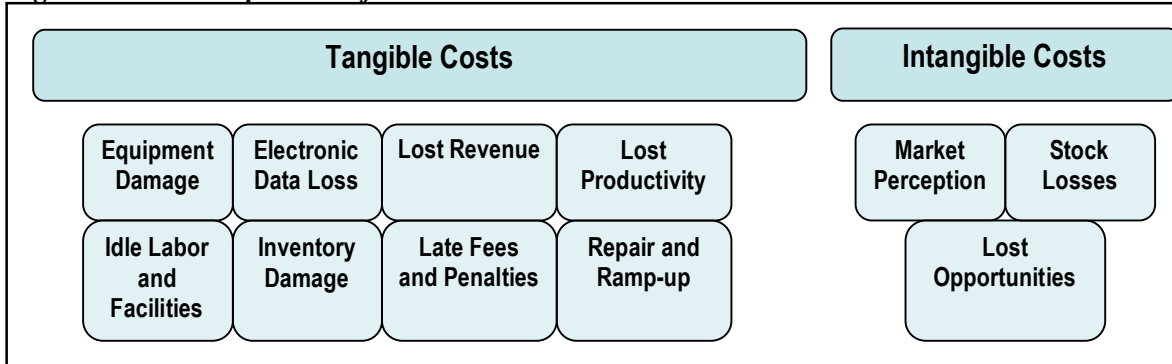 Tangible Costs
Intangible Costs
Equipment
Damage
Electronic
Data Loss
Lost Revenue
Lost
Productivity
Market
Perception
Stock
Losses
Idle Labor
and
Facilities
Inventory
Damage
Late Fees
and Penalties
Repair and
Ramp-up
Lost
Opportunities